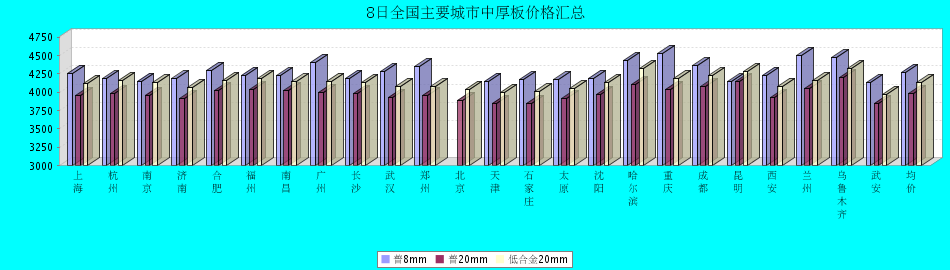 8日全国主要城市中厚板价格汇总
4750
4500
4250
4000
3750
3500
3250
3000
上海
杭州
南京
济南
合肥
福州
南昌
广州
长沙
武汉
郑州
北京
天津
石家庄
太原
沈阳
哈尔滨
重庆
成都
昆明
西安
兰州
乌鲁木齐
武安
均价
普8mm
普20mm
低合金20mm